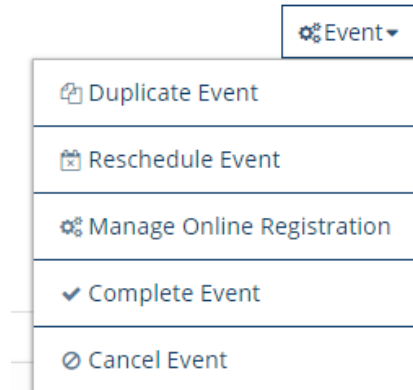 Event
Duplicate Event
Reschedule Event
Manage Online Registration
Complete Event
Cancel Event